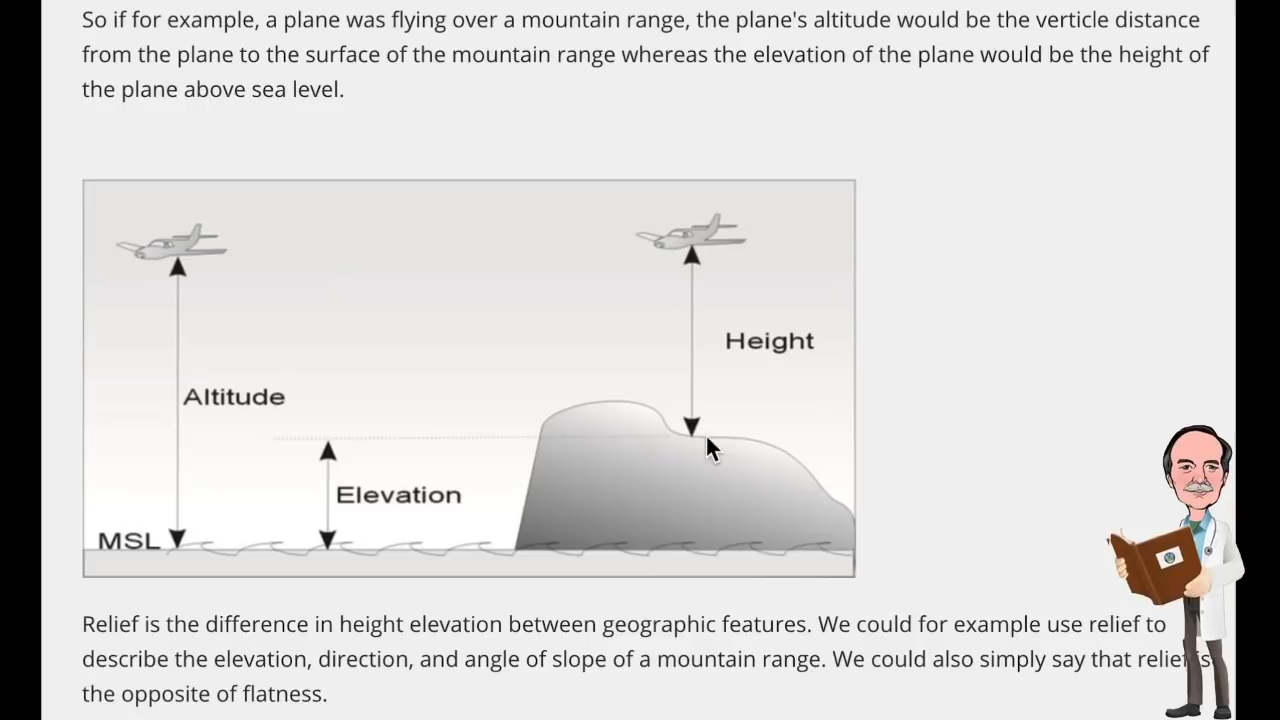 So if for example, a plane was flying over a mountain range, the plane's altitude would be the verticle distance
from the plane to the surface of the mountain range whereas the elevation of the plane would be the height of
the plane above sea level.
Height
Altitude
Elevation
MSL
Relief is the difference in height elevation between geographic features. We could for example use relief to
describe the elevation, direction, and angle of slope of a mountain range. We could also simply say that relief is
the opposite of flatness.